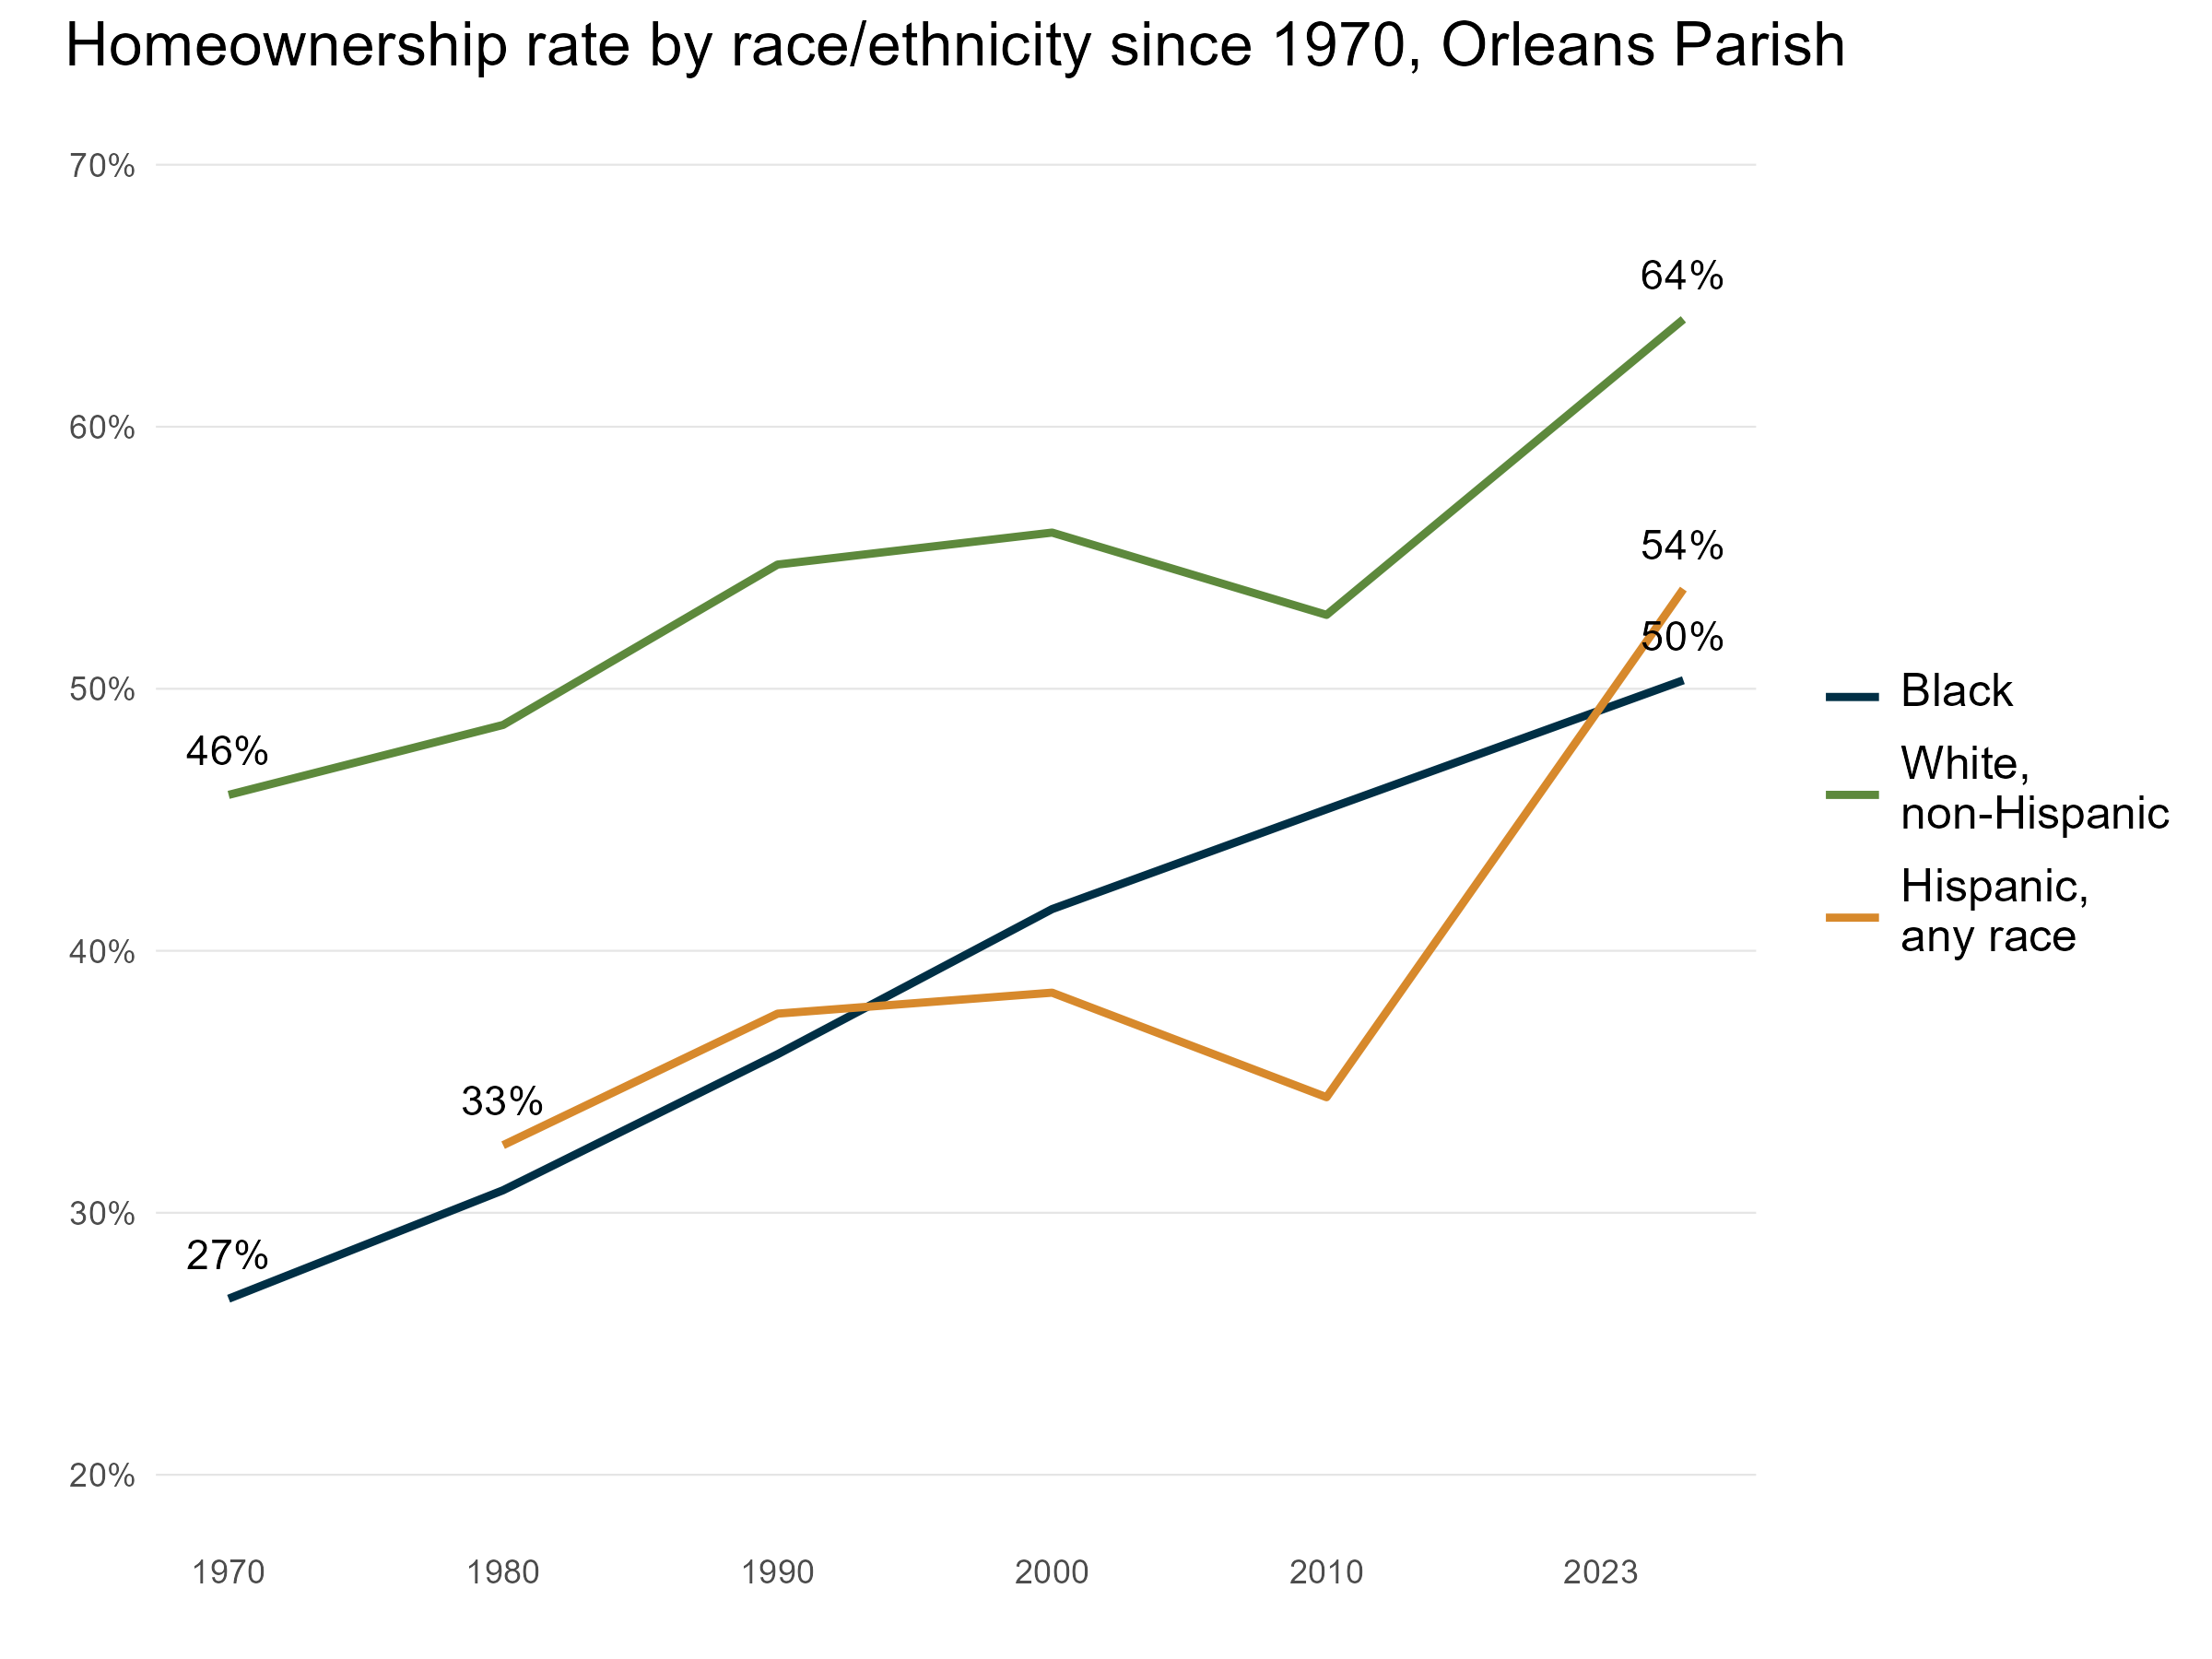 Homeownership rate by race/ethnicity since 1970, Orleans Parish
70%
64%
60%
54%
50%
50%
46%
40%
33%
30%
27%
20%
1970 1980 1990 2000 2010 2023
Black
White,
non-Hispanic
Hispanic,
any race